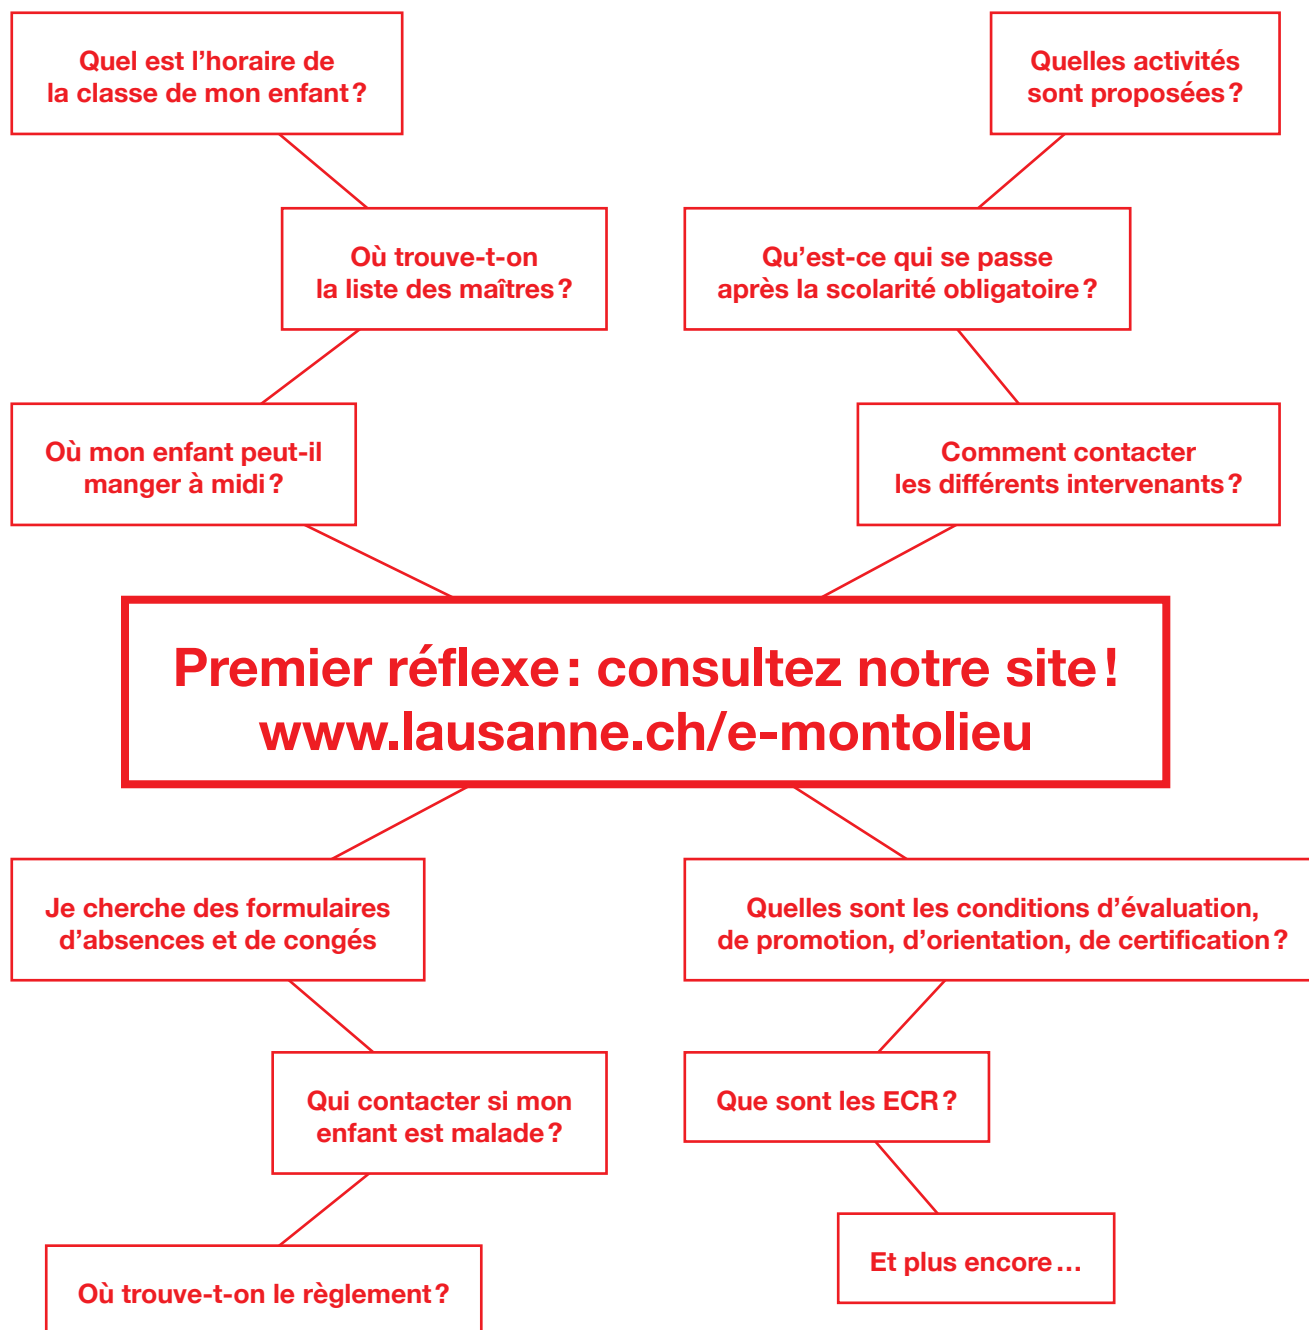 Quel est l’horaire de
la classe de mon enfant ?
Quelles activités
sont proposées ?
Où trouve-t-on
la liste des maîtres ?
Qu’est-ce qui se passe
après la scolarité obligatoire ?
Où mon enfant peut-il
manger à midi ?
Comment contacter
les différents intervenants ?
Premier réflexe : consultez notre site !
www.lausanne.ch/e-montolieu
Je cherche des formulaires
d’absences et de congés
Quelles sont les conditions d’évaluation,
de promotion, d’orientation, de certification ?
Qui contacter si mon
enfant est malade ?
Que sont les ECR ?
Où trouve-t-on le règlement ?
Et plus encore …